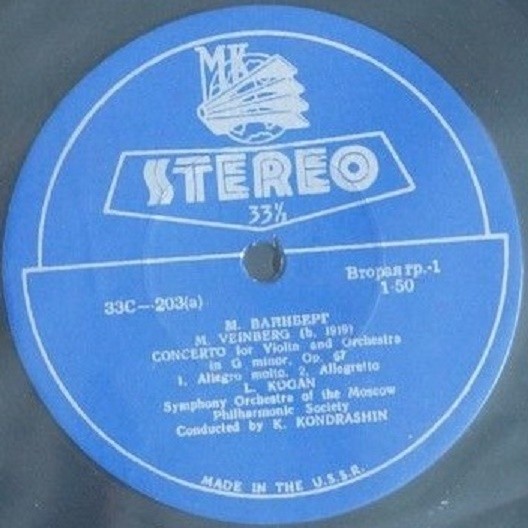 МК
STEREO
33⅓
Вторая гр.-1
1-50
33С—203(a)
М. ВАЙНБЕРГ
M. VEINBERG (b. 1919)
CONCERTO for Violin and Orchestra
in G minor, Op. 67
1. Allegro molto. 2. Allegretto
L. KOGAN
Symphony Orchestra of the Moscow
Philharmonic Society
Conducted by K. KONDRASHIN
MADE IN THE U.S.S.R.